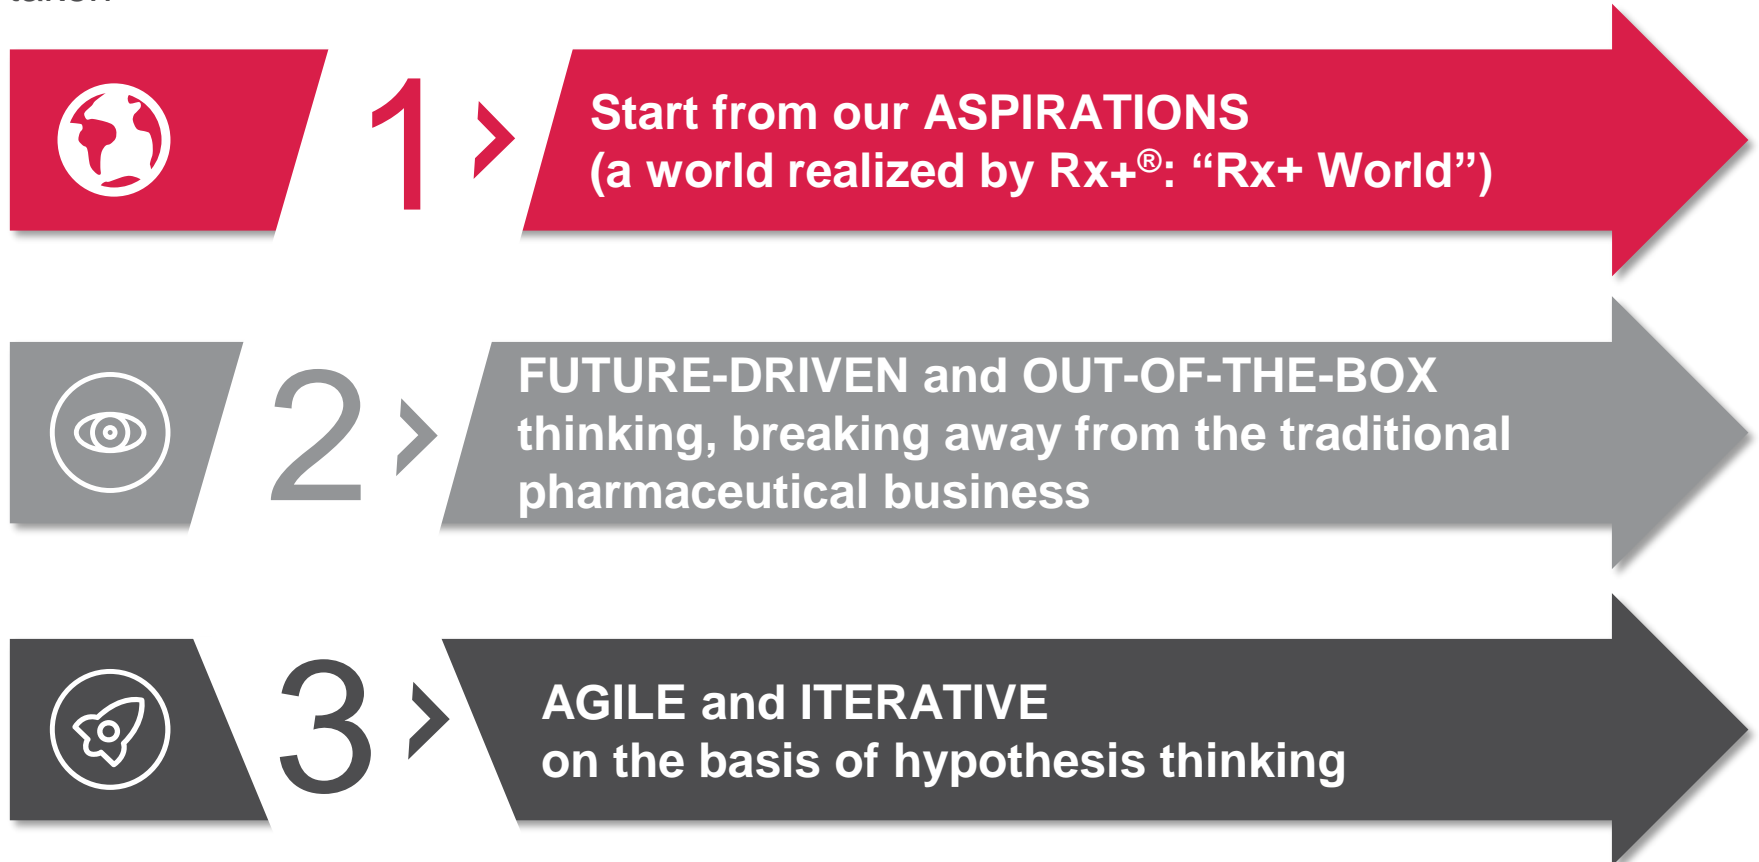 1
Start from our ASPIRATIONS
(a world realized by Rx+®: “Rx+ World”)
2
FUTURE-DRIVEN and OUT-OF-THE-BOX
thinking, breaking away from the traditional
pharmaceutical business
3
AGILE and ITERATIVE
on the basis of hypothesis thinking